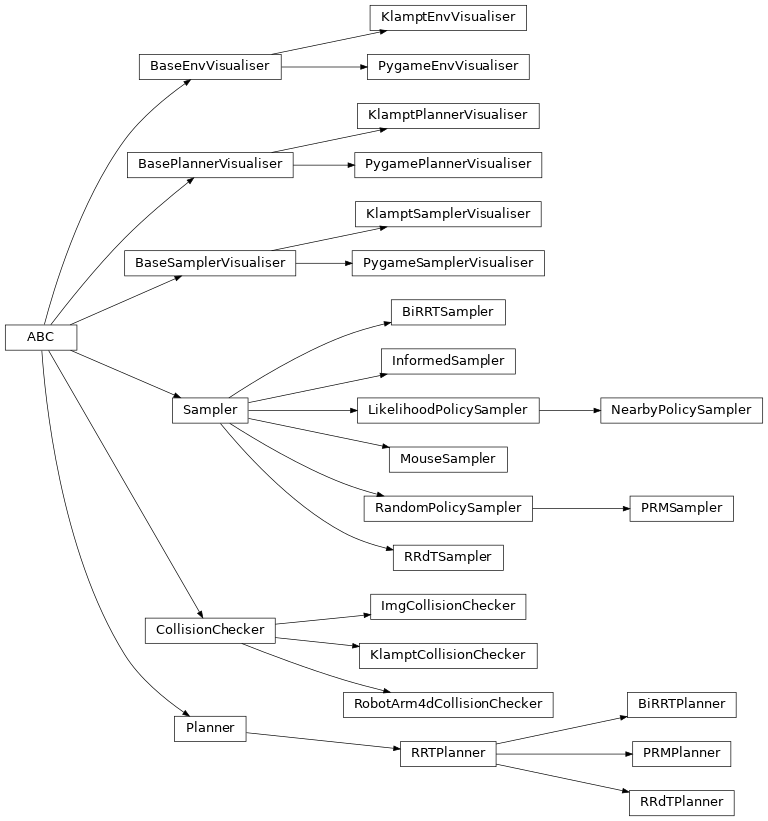 KlamptEnvVisualiser
BaseEnvVisualiser
PygameEnvVisualiser
KlamptPlannerVisualiser
BasePlannerVisualiser
PygamePlannerVisualiser
KlamptSamplerVisualiser
BaseSamplerVisualiser
PygameSamplerVisualiser
BiRRTSampler
ABC
InformedSampler
Sampler
LikelihoodPolicySampler
NearbyPolicySampler
MouseSampler
RandomPolicySampler
PRMSampler
RRdTSampler
ImgCollisionChecker
CollisionChecker
KlamptCollisionChecker
RobotArm4dCollisionChecker
BiRRTPlanner
Planner
RRTPlanner
PRMPlanner
RRdTPlanner